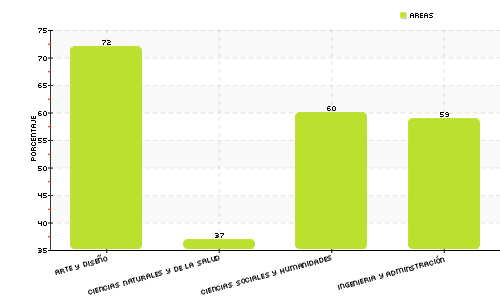 AREAS
75
70
65
60
55
50
45
40
35
PORCENTAJE
72
37
60
59
ARTE Y DISEÑO
CIENCIAS NATURALES Y DE LA SALUD
CIENCIAS SOCIALES Y HUMANIDADES
INGENIERIA Y ADMINSTRACIÓN